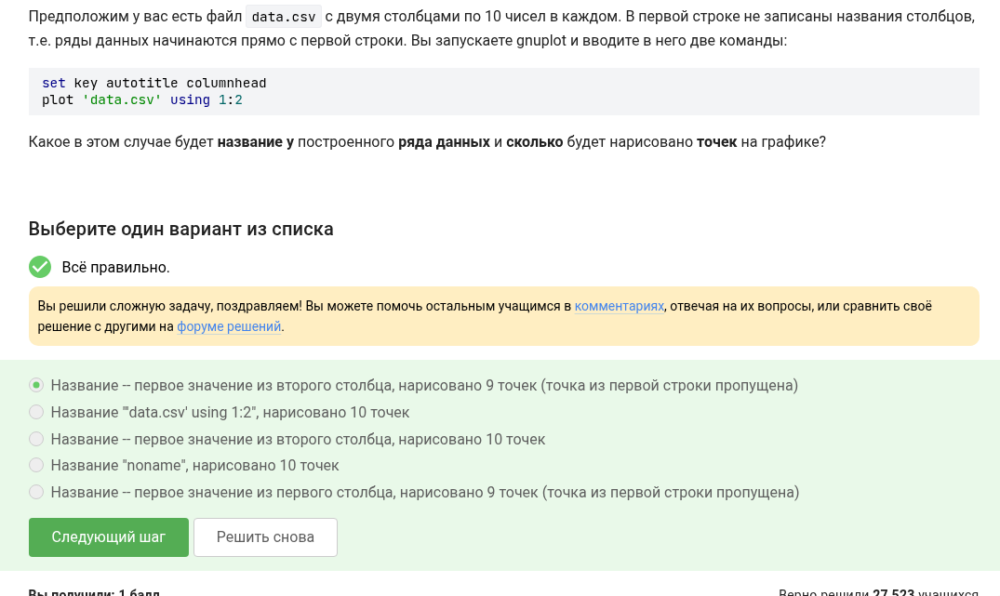 Предположим у вас есть файл data.csv с двумя столбцами по 10 чисел в каждом. В первой строке не записаны названия столбцов,
т.е. ряды данных начинаются прямо с первой строки. Вы запускаете gnuplot и вводите в него две команды:
set key autotitle columnhead
plot 'data.csv' using 1:2
Какое в этом случае будет название у построенного ряда данных и сколько будет нарисовано точек на графике?
Выберите один вариант из списка
Всё правильно.
Вы решили сложную задачу, поздравляем! Вы можете помочь остальным учащимся в комментариях, отвечая на их вопросы, или сравнить своё
решение с другими на форуме решений.
Название -- первое значение из второго столбца, нарисовано 9 точек (точка из первой строки пропущена)
Название "'data.csv' using 1:2", нарисовано 10 точек
Название -- первое значение из второго столбца, нарисовано 10 точек
Название "noname", нарисовано 10 точек
Название -- первое значение из первого столбца, нарисовано 9 точек (точка из первой строки пропущена)
Следующий шаг Решить снова
Вы получили: 1 балл Верно решили 27 523 учащихся